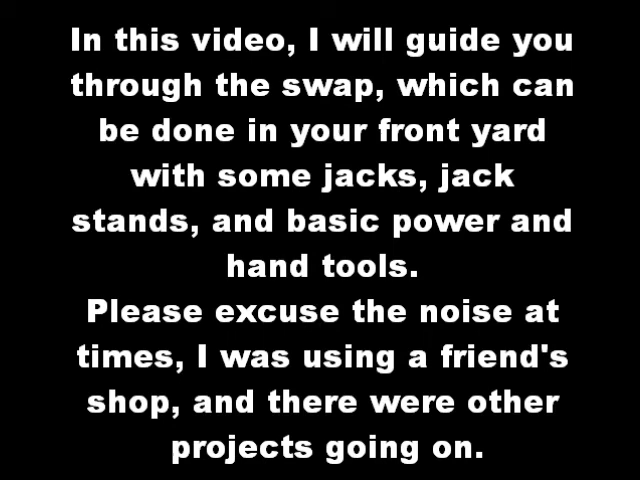 In this video, I will guide you
through the swap, which can
be done in your front yard
with some jacks, jack
stands, and basic power and
hand tools.
Please excuse the noise at
times, I was using a friend's
shop, and there were other
projects going on.